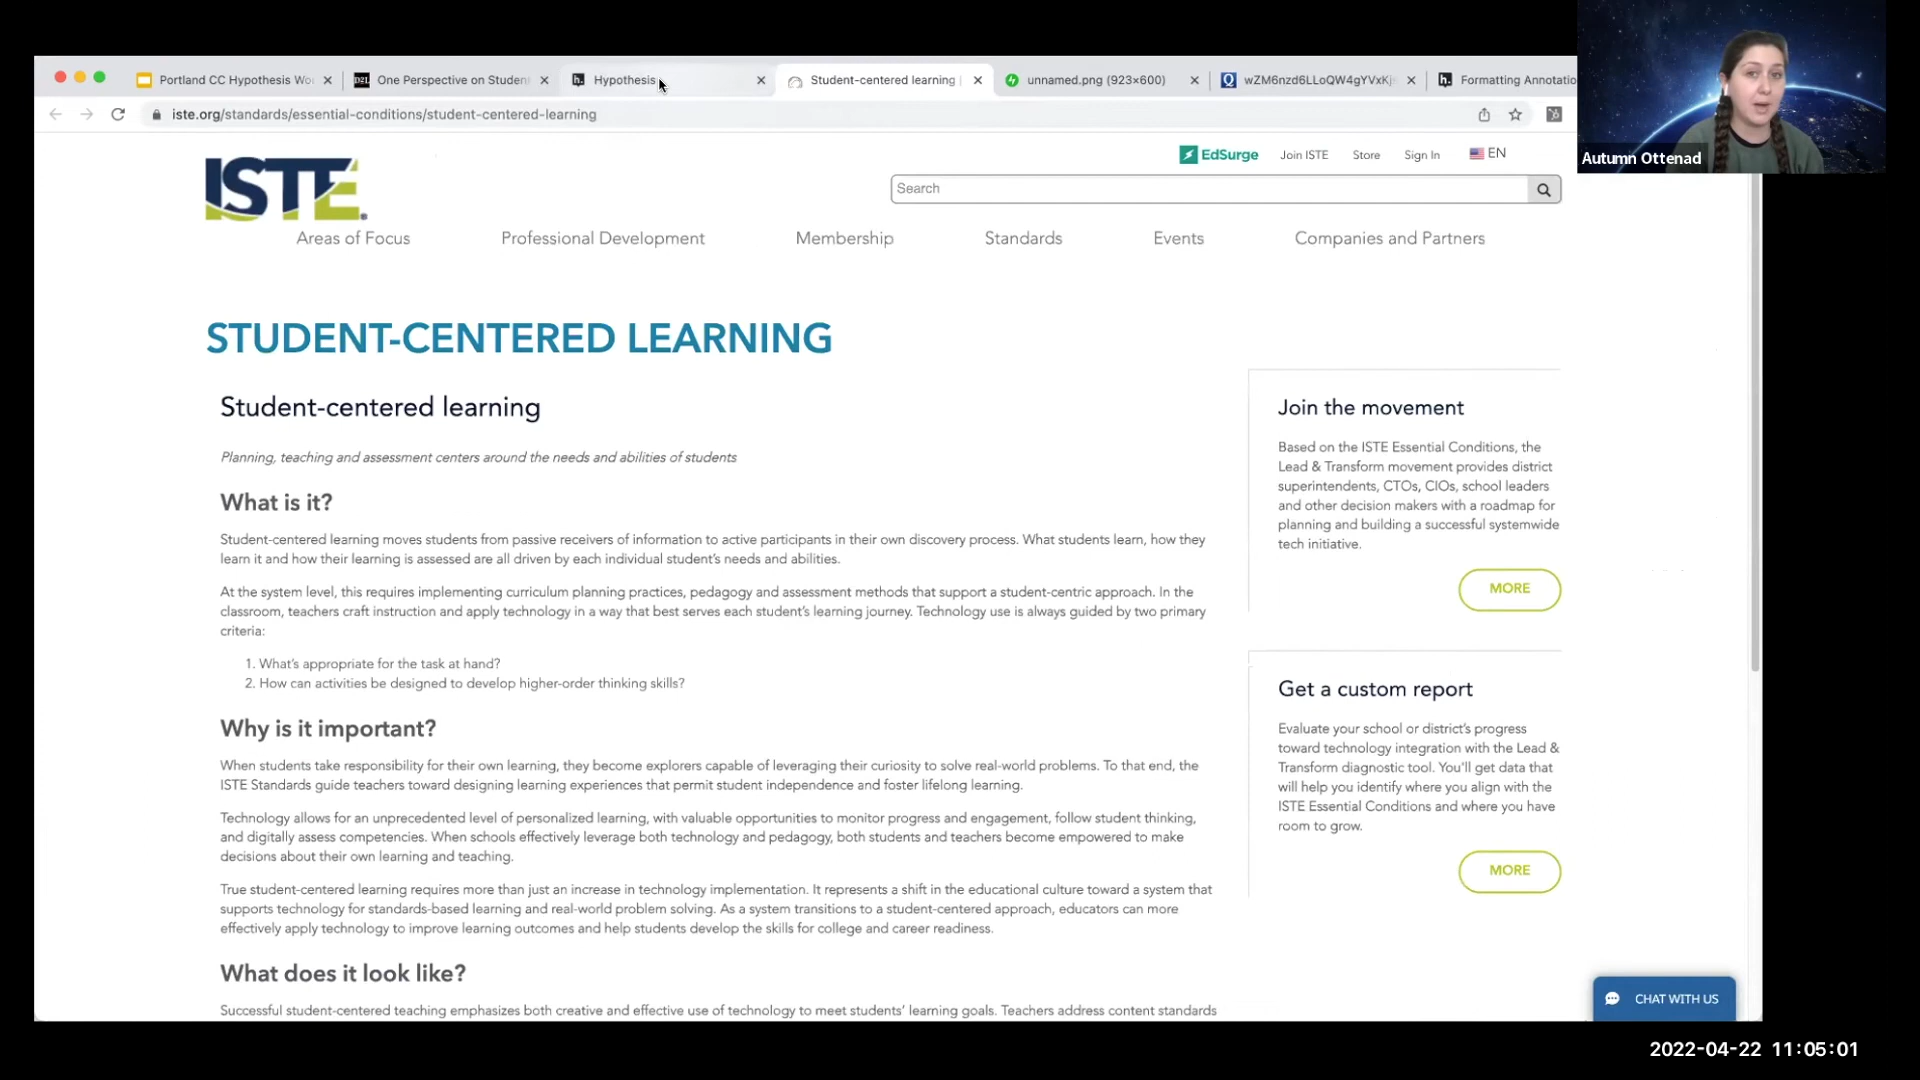 Portland CC Hypothesis Wo
One Perspective on Studen
Hypothesis
Student-centered learning |
unnamed.png (923×600)
wZM6nzd6LLoQW4gYVxKj
Formatting Annotatio
iste.org/standards/essential-conditions/student-centered-learning
Autumn Ottenad
ISTE
EdSurge
Join ISTE
Store
Sign In
EN
Search
Areas of Focus
Professional Development
Membership
Standards
Events
Companies and Partners
STUDENT-CENTERED LEARNING
Student-centered learning
Planning, teaching and assessment centers around the needs and abilities of students
What is it?
Student-centered learning moves students from passive receivers of information to active participants in their own discovery process. What students learn, how they
learn it and how their learning is assessed are all driven by each individual student's needs and abilities.
At the system level, this requires implementing curriculum planning practices, pedagogy and assessment methods that support a student-centric approach. In the
classroom, teachers craft instruction and apply technology in a way that best serves each student's learning journey. Technology use is always guided by two primary
criteria:
1. What's appropriate for the task at hand?
2. How can activities be designed to develop higher-order thinking skills?
Why is it important?
When students take responsibility for their own learning, they become explorers capable of leveraging their curiosity to solve real-world problems. To that end, the
ISTE Standards guide teachers toward designing learning experiences that permit student independence and foster lifelong learning.
Technology allows for an unprecedented level of personalized learning, with valuable opportunities to monitor progress and engagement, follow student thinking,
and digitally assess competencies. When schools effectively leverage both technology and pedagogy, both students and teachers become empowered to make
decisions about their own learning and teaching.
True student-centered learning requires more than just an increase in technology implementation. It represents a shift in the educational culture toward a system that
supports technology for standards-based learning and real-world problem solving. As a system transitions to a student-centered approach, educators can more
effectively apply technology to improve learning outcomes and help students develop the skills for college and career readiness.
What does it look like?
Successful student-centered teaching emphasizes both creative and effective use of technology to meet students' learning goals. Teachers address content standards
Join the movement
Based on the ISTE Essential Conditions, the
Lead & Transform movement provides district
superintendents, CTOs, CIOs, school leaders
and other decision makers with a roadmap for
planning and building a successful systemwide
tech initiative.
MORE
Get a custom report
Evaluate your school or district's progress
toward technology integration with the Lead &
Transform diagnostic tool. You'll get data that
will help you identify where you align with the
ISTE Essential Conditions and where you have
room to grow.
MORE
CHAT WITH US
2022-04-22 11:05:01